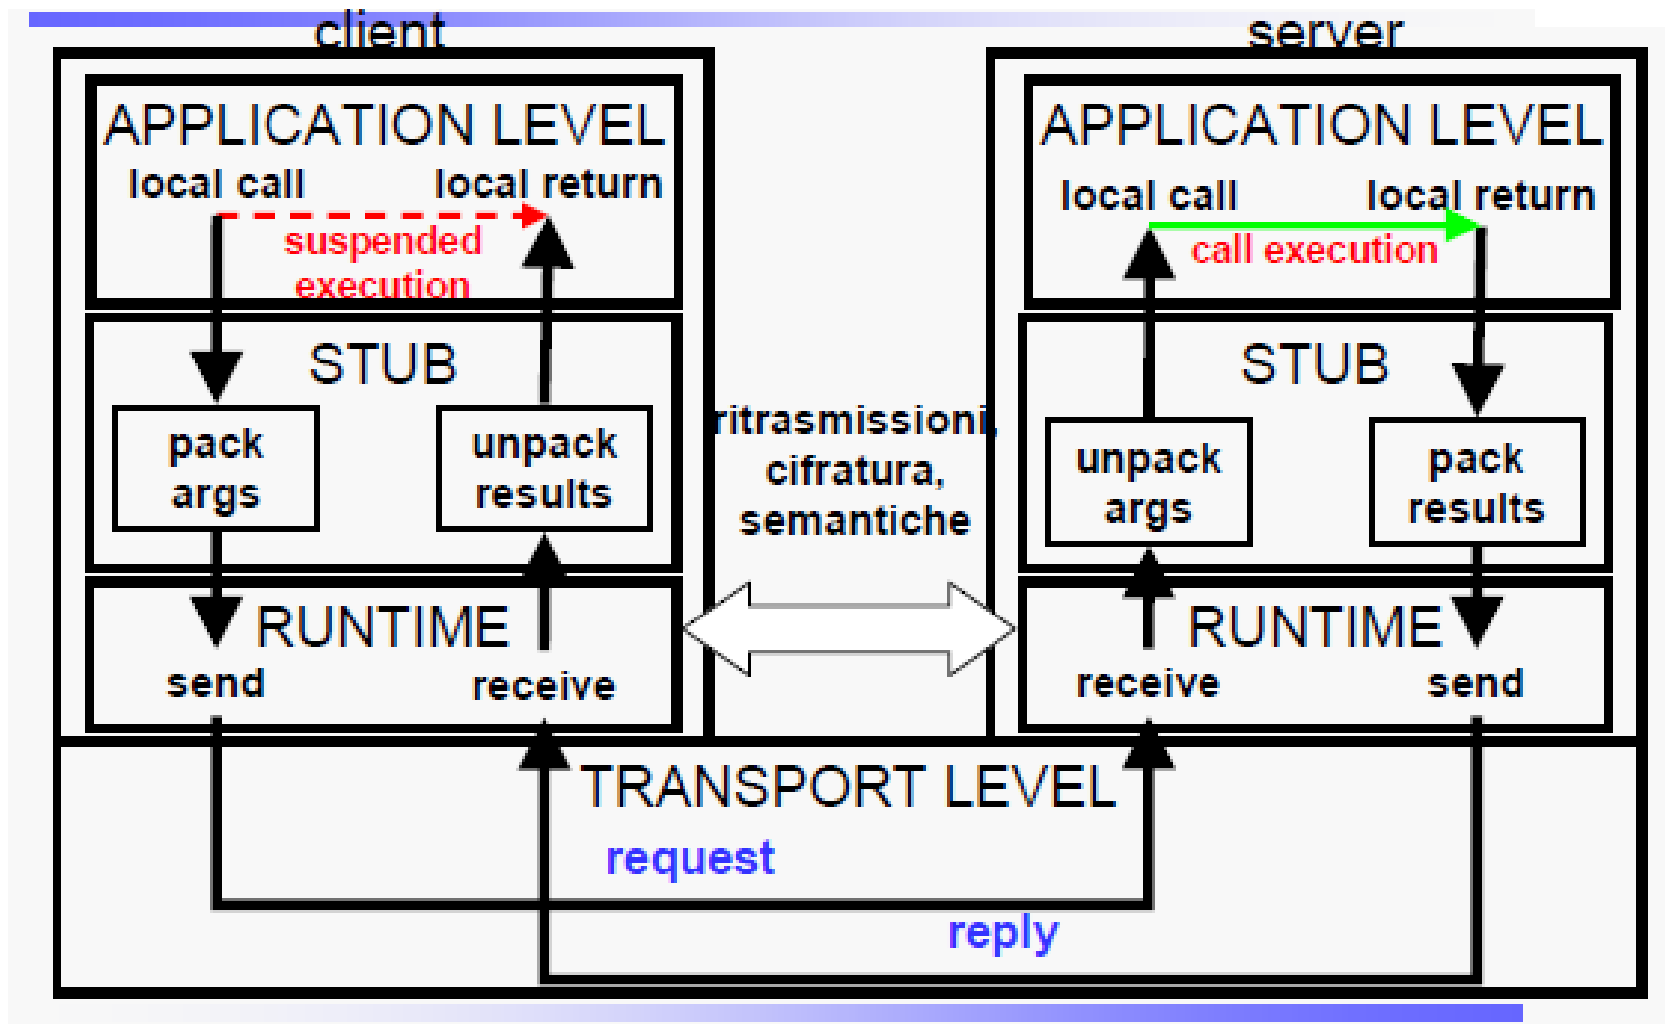 client
server
APPLICATION LEVEL
local call
local return
suspended
execution
STUB
pack
args
unpack
results
RUNTIME
send
receive
ritrasmissioni,
cifratura,
semantiche
APPLICATION LEVEL
local call
local return
call execution
STUB
unpack
args
pack
results
RUNTIME
receive
send
TRANSPORT LEVEL
request
reply